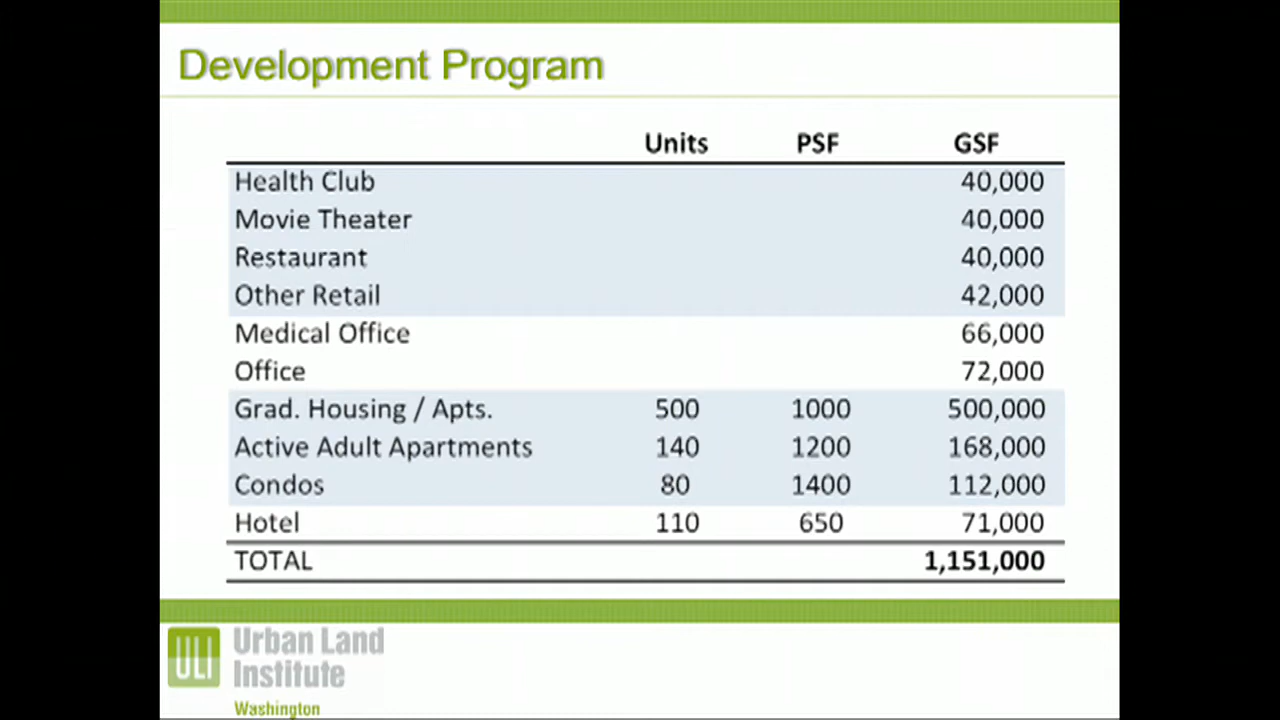 Development Program
Units PSF GSF
Health Club 40,000
Movie Theater 40,000
Restaurant 40,000
Other Retail 42,000
Medical Office 66,000
Office 72,000
Grad. Housing / Apts. 500 1000 500,000
Active Adult Apartments 140 1200 168,000
Condos 80 1400 112,000
Hotel 110 650 71,000
TOTAL 1,151,000
ULI Urban Land
Institute
Washington